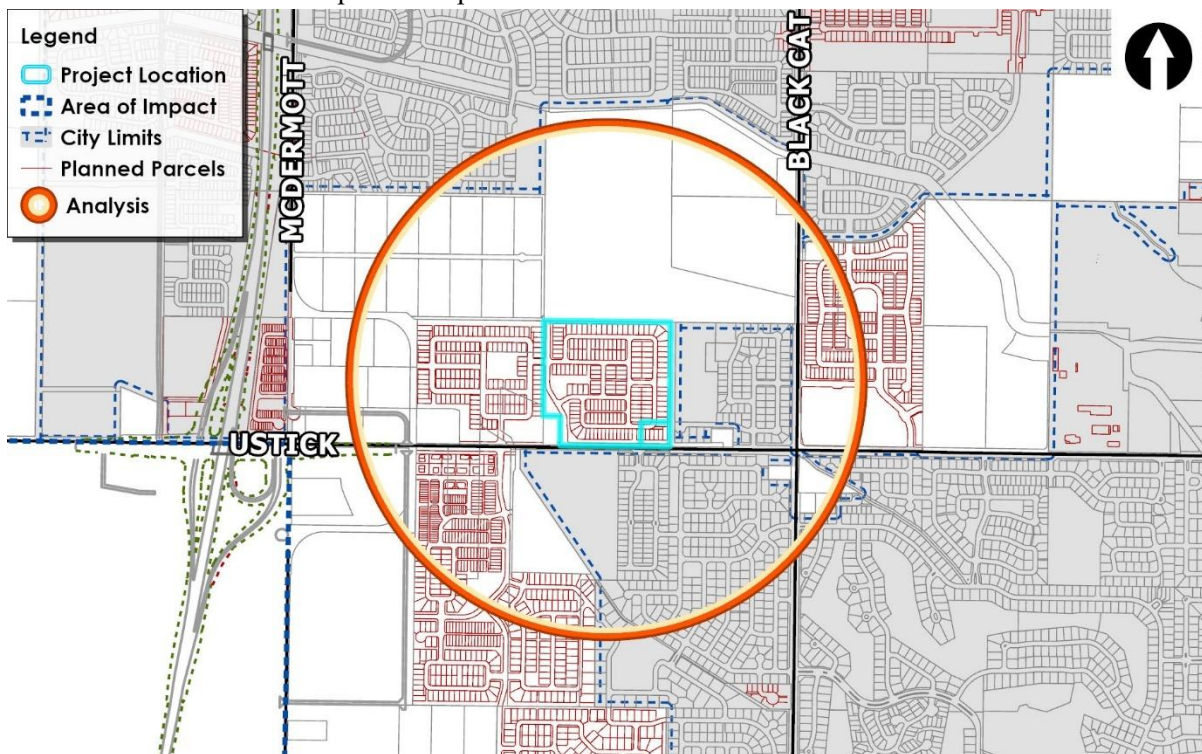 Legend
Project Location
Area of Impact
City Limits
Planned Parcels
Analysis
MCDERMOTT
BLACK CAT
USTICK